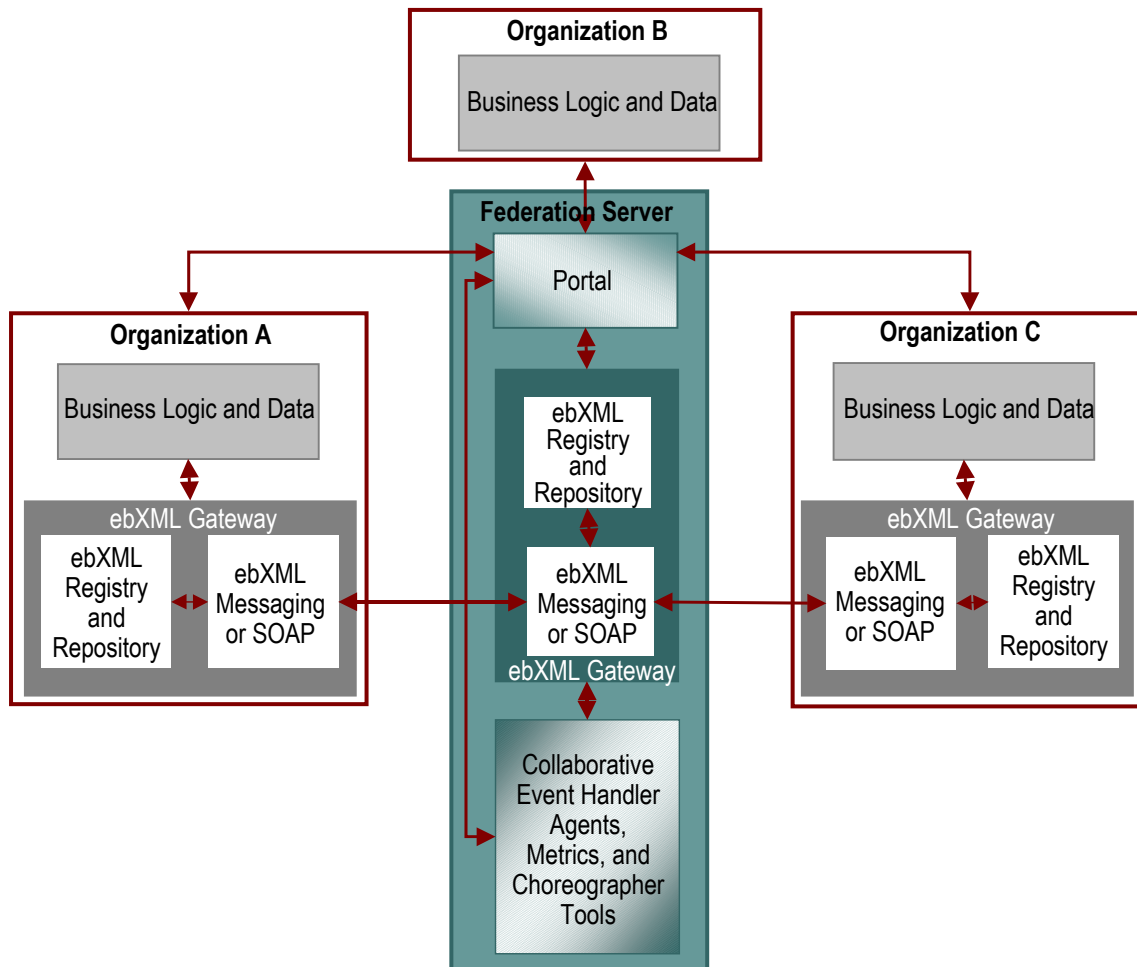 Organization B
Business Logic and Data
Federation Server
Portal
Organization A
Business Logic and Data
ebXML Gateway
ebXML
Registry
and
Repository
ebXML
Messaging
or SOAP
ebXML
Registry
and
Repository
ebXML
Messaging
or SOAP
ebXML Gateway
Collaborative
Event Handler
Agents,
Metrics, and
Choreographer
Tools
Organization C
Business Logic and Data
ebXML Gateway
ebXML
Messaging
or SOAP
ebXML
Registry
and
Repository